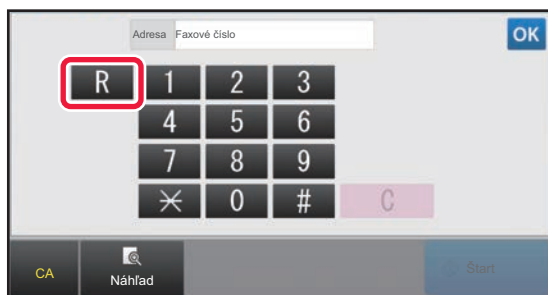 Adresa Faxové číslo OK
R 1 2 3
4 5 6
7 8 9
* 0 # C
CA Náhľad Štart